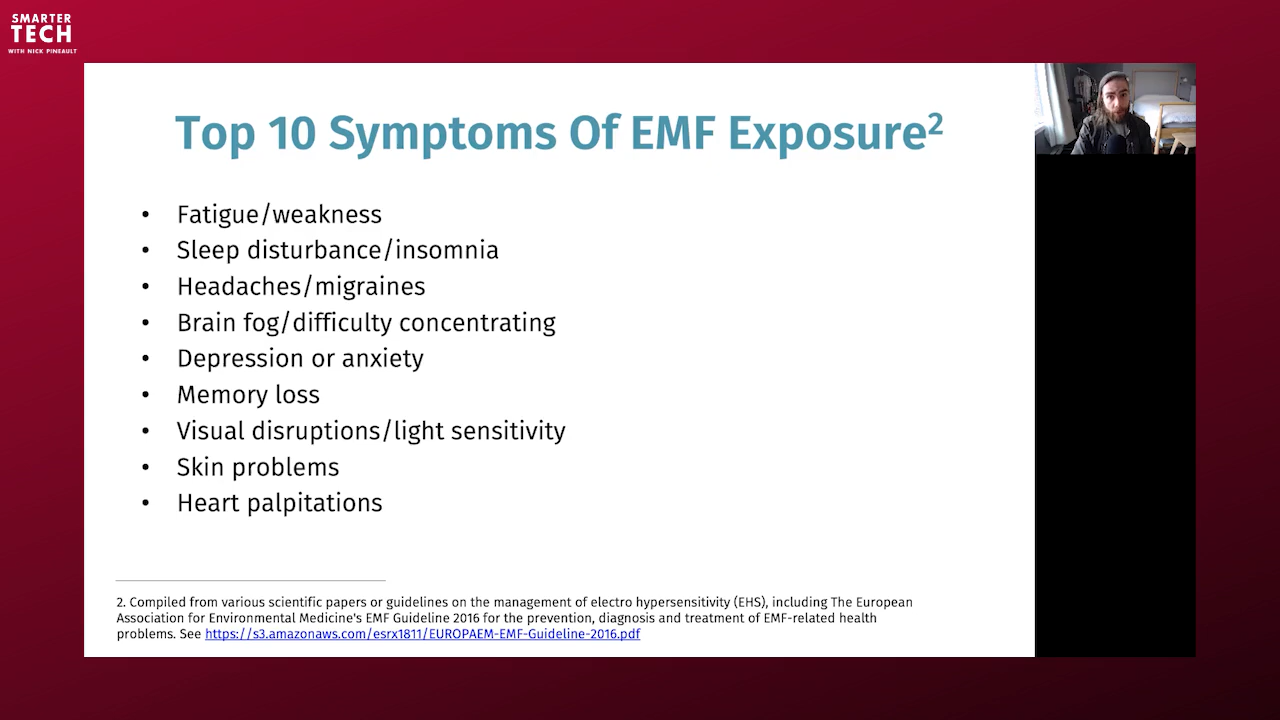 SMARTER
TECH
WITH NICK PINEAULT
Top 10 Symptoms Of EMF Exposure²
• Fatigue/weakness
• Sleep disturbance/insomnia
• Headaches/migraines
• Brain fog/difficulty concentrating
• Depression or anxiety
• Memory loss
• Visual disruptions/light sensitivity
• Skin problems
• Heart palpitations
2. Compiled from various scientific papers or guidelines on the management of electro hypersensitivity (EHS), including The European
Association for Environmental Medicine's EMF Guideline 2016 for the prevention, diagnosis and treatment of EMF-related health
problems. See https://s3.amazonaws.com/esrx1811/EUROPAEM-EMF-Guideline-2016.pdf